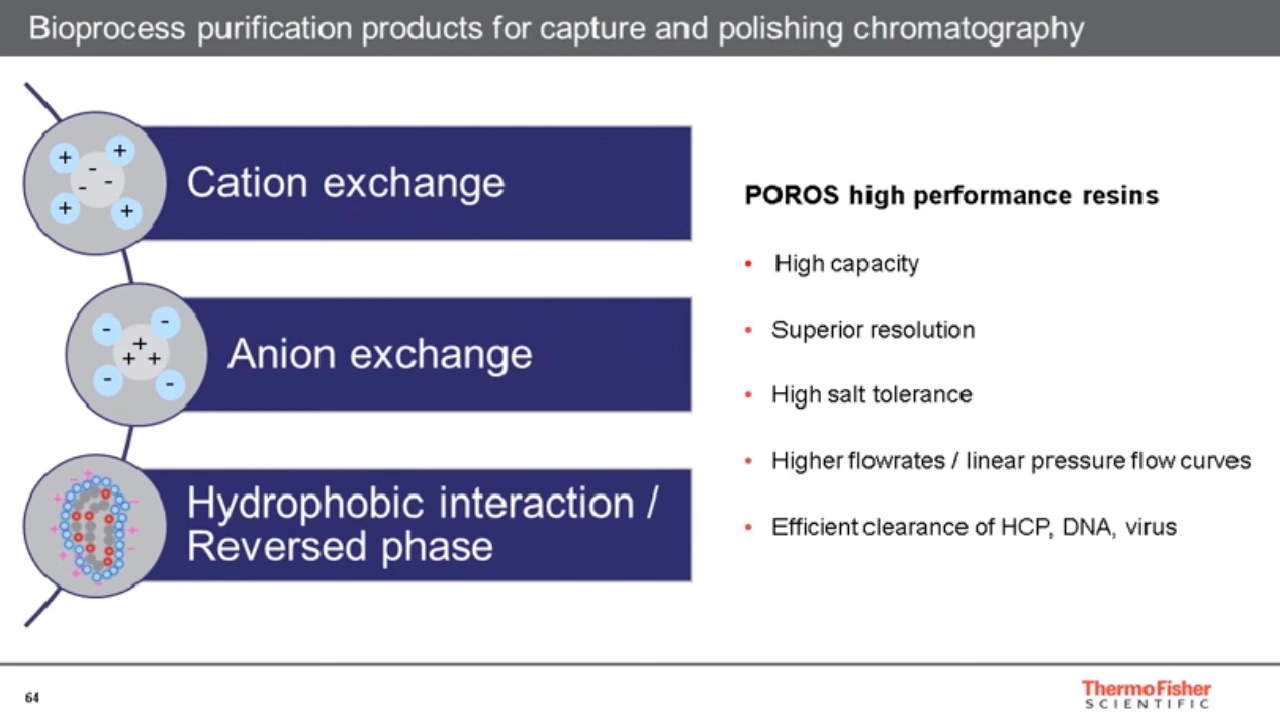 Bioprocess purification products for capture and polishing chromatography
+ +
- - -
+ +
Cation exchange
- -
+ + +
- -
Anion exchange
Hydrophobic interaction /
Reversed phase
POROS high performance resins
• High capacity
• Superior resolution
• High salt tolerance
• Higher flowrates / linear pressure flow curves
• Efficient clearance of HCP, DNA, virus
64
ThermoFisher
SCIENTIFIC